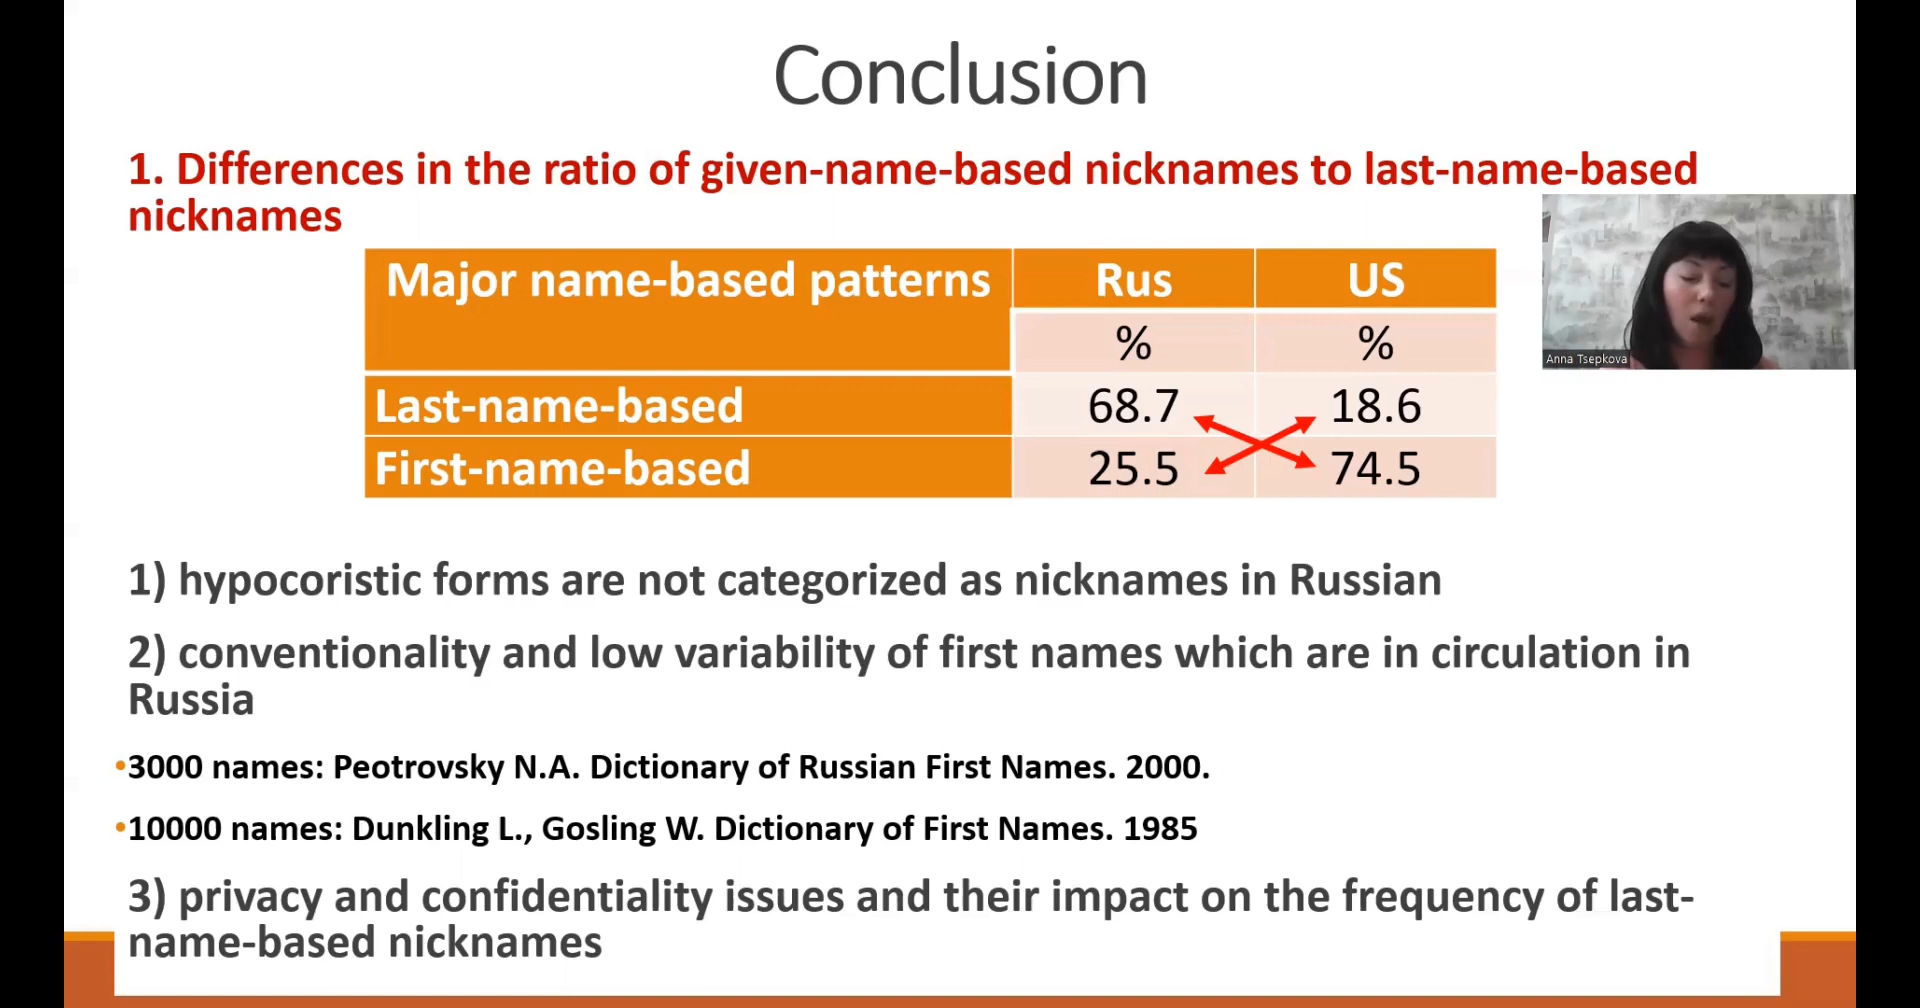 Conclusion
1. Differences in the ratio of given-name-based nicknames to last-name-based
nicknames
Major name-based patterns Rus US
% %
Last-name-based 68.7 18.6
First-name-based 25.5 74.5
Anna Tsepkova
1) hypocoristic forms are not categorized as nicknames in Russian
2) conventionality and low variability of first names which are in circulation in
Russia
•3000 names: Peotrovsky N.A. Dictionary of Russian First Names. 2000.
•10000 names: Dunkling L., Gosling W. Dictionary of First Names. 1985
3) privacy and confidentiality issues and their impact on the frequency of last-
name-based nicknames